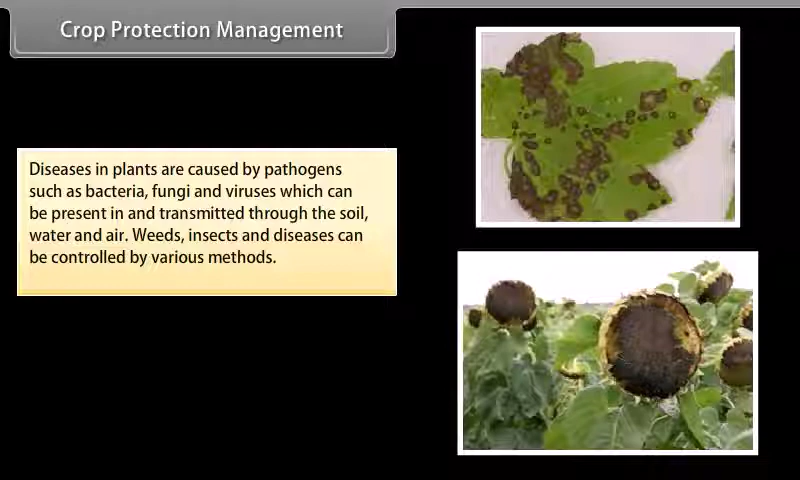 Crop Protection Management
Diseases in plants are caused by pathogens
such as bacteria, fungi and viruses which can
be present in and transmitted through the soil,
water and air. Weeds, insects and diseases can
be controlled by various methods.